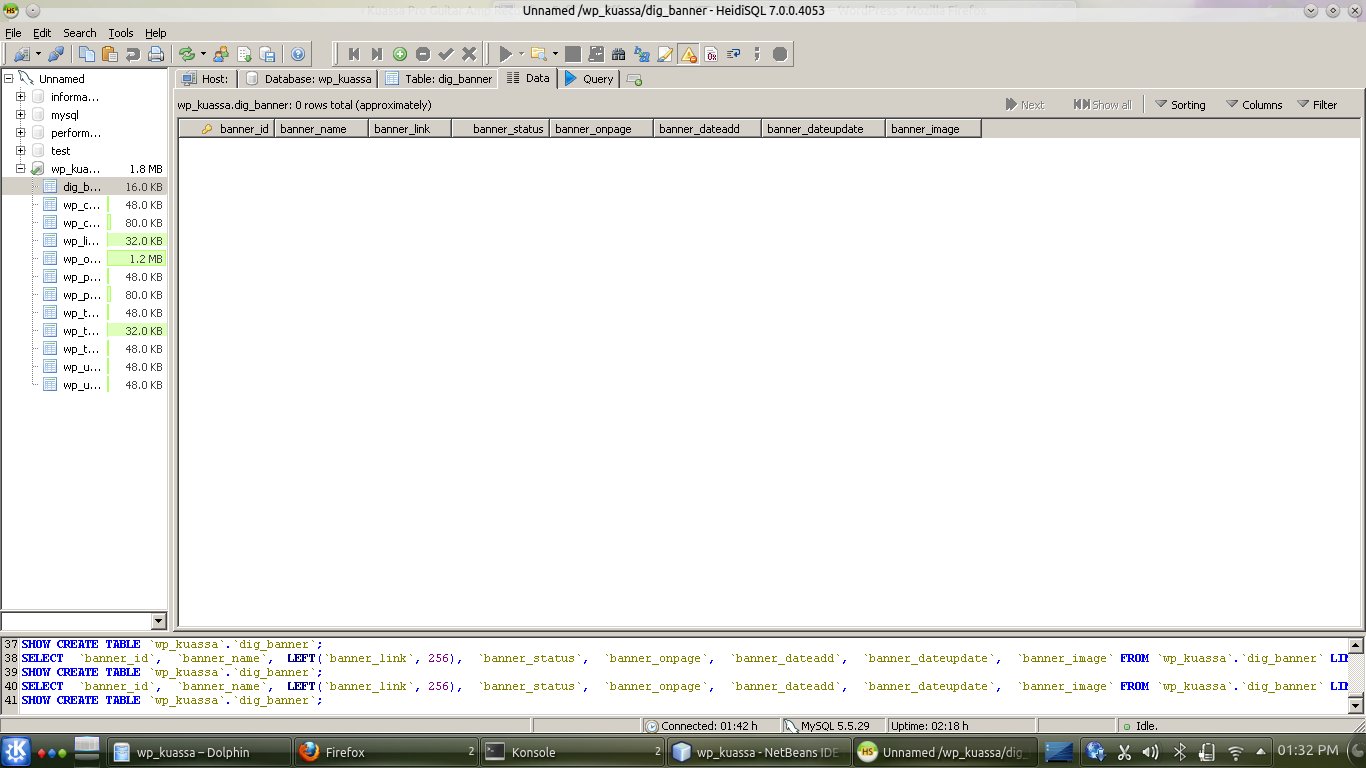 Unnamed /wp_kuassa/dig_banner - HeidiSQL 7.0.0.4053
File Edit Search Tools Help
Unnamed
informa...
mysql
perform...
test
wp_kua... 1.8 MB
dig_b... 16.0 KB
wp_c... 48.0 KB
wp_c... 80.0 KB
wp_li... 32.0 KB
wp_o... 1.2 MB
wp_p... 48.0 KB
wp_p... 80.0 KB
wp_t... 48.0 KB
wp_t... 32.0 KB
wp_t... 48.0 KB
wp_u... 48.0 KB
wp_u... 48.0 KB
Host: Database: wp_kuassa Table: dig_banner Data Query
wp_kuassa.dig_banner: 0 rows total (approximately) Next Show all Sorting Columns Filter
banner_id banner_name banner_link banner_status banner_onpage banner_dateadd banner_dateupdate banner_image
37 SHOW CREATE TABLE `wp_kuassa`.`dig_banner`;
38 SELECT `banner_id`, `banner_name`, LEFT(`banner_link`, 256), `banner_status`, `banner_onpage`, `banner_dateadd`, `banner_dateupdate`, `banner_image` FROM `wp_kuassa`.`dig_banner` LIM
39 SHOW CREATE TABLE `wp_kuassa`.`dig_banner`;
40 SELECT `banner_id`, `banner_name`, LEFT(`banner_link`, 256), `banner_status`, `banner_onpage`, `banner_dateadd`, `banner_dateupdate`, `banner_image` FROM `wp_kuassa`.`dig_banner` LIM
41 SHOW CREATE TABLE `wp_kuassa`.`dig_banner`;
Connected: 01:42 h MySQL 5.5.29 Uptime: 02:18 h Idle.
wp_kuassa – Dolphin Firefox 2 Konsole 2 wp_kuassa - NetBeans IDE Unnamed /wp_kuassa/dig_ 01:32 PM